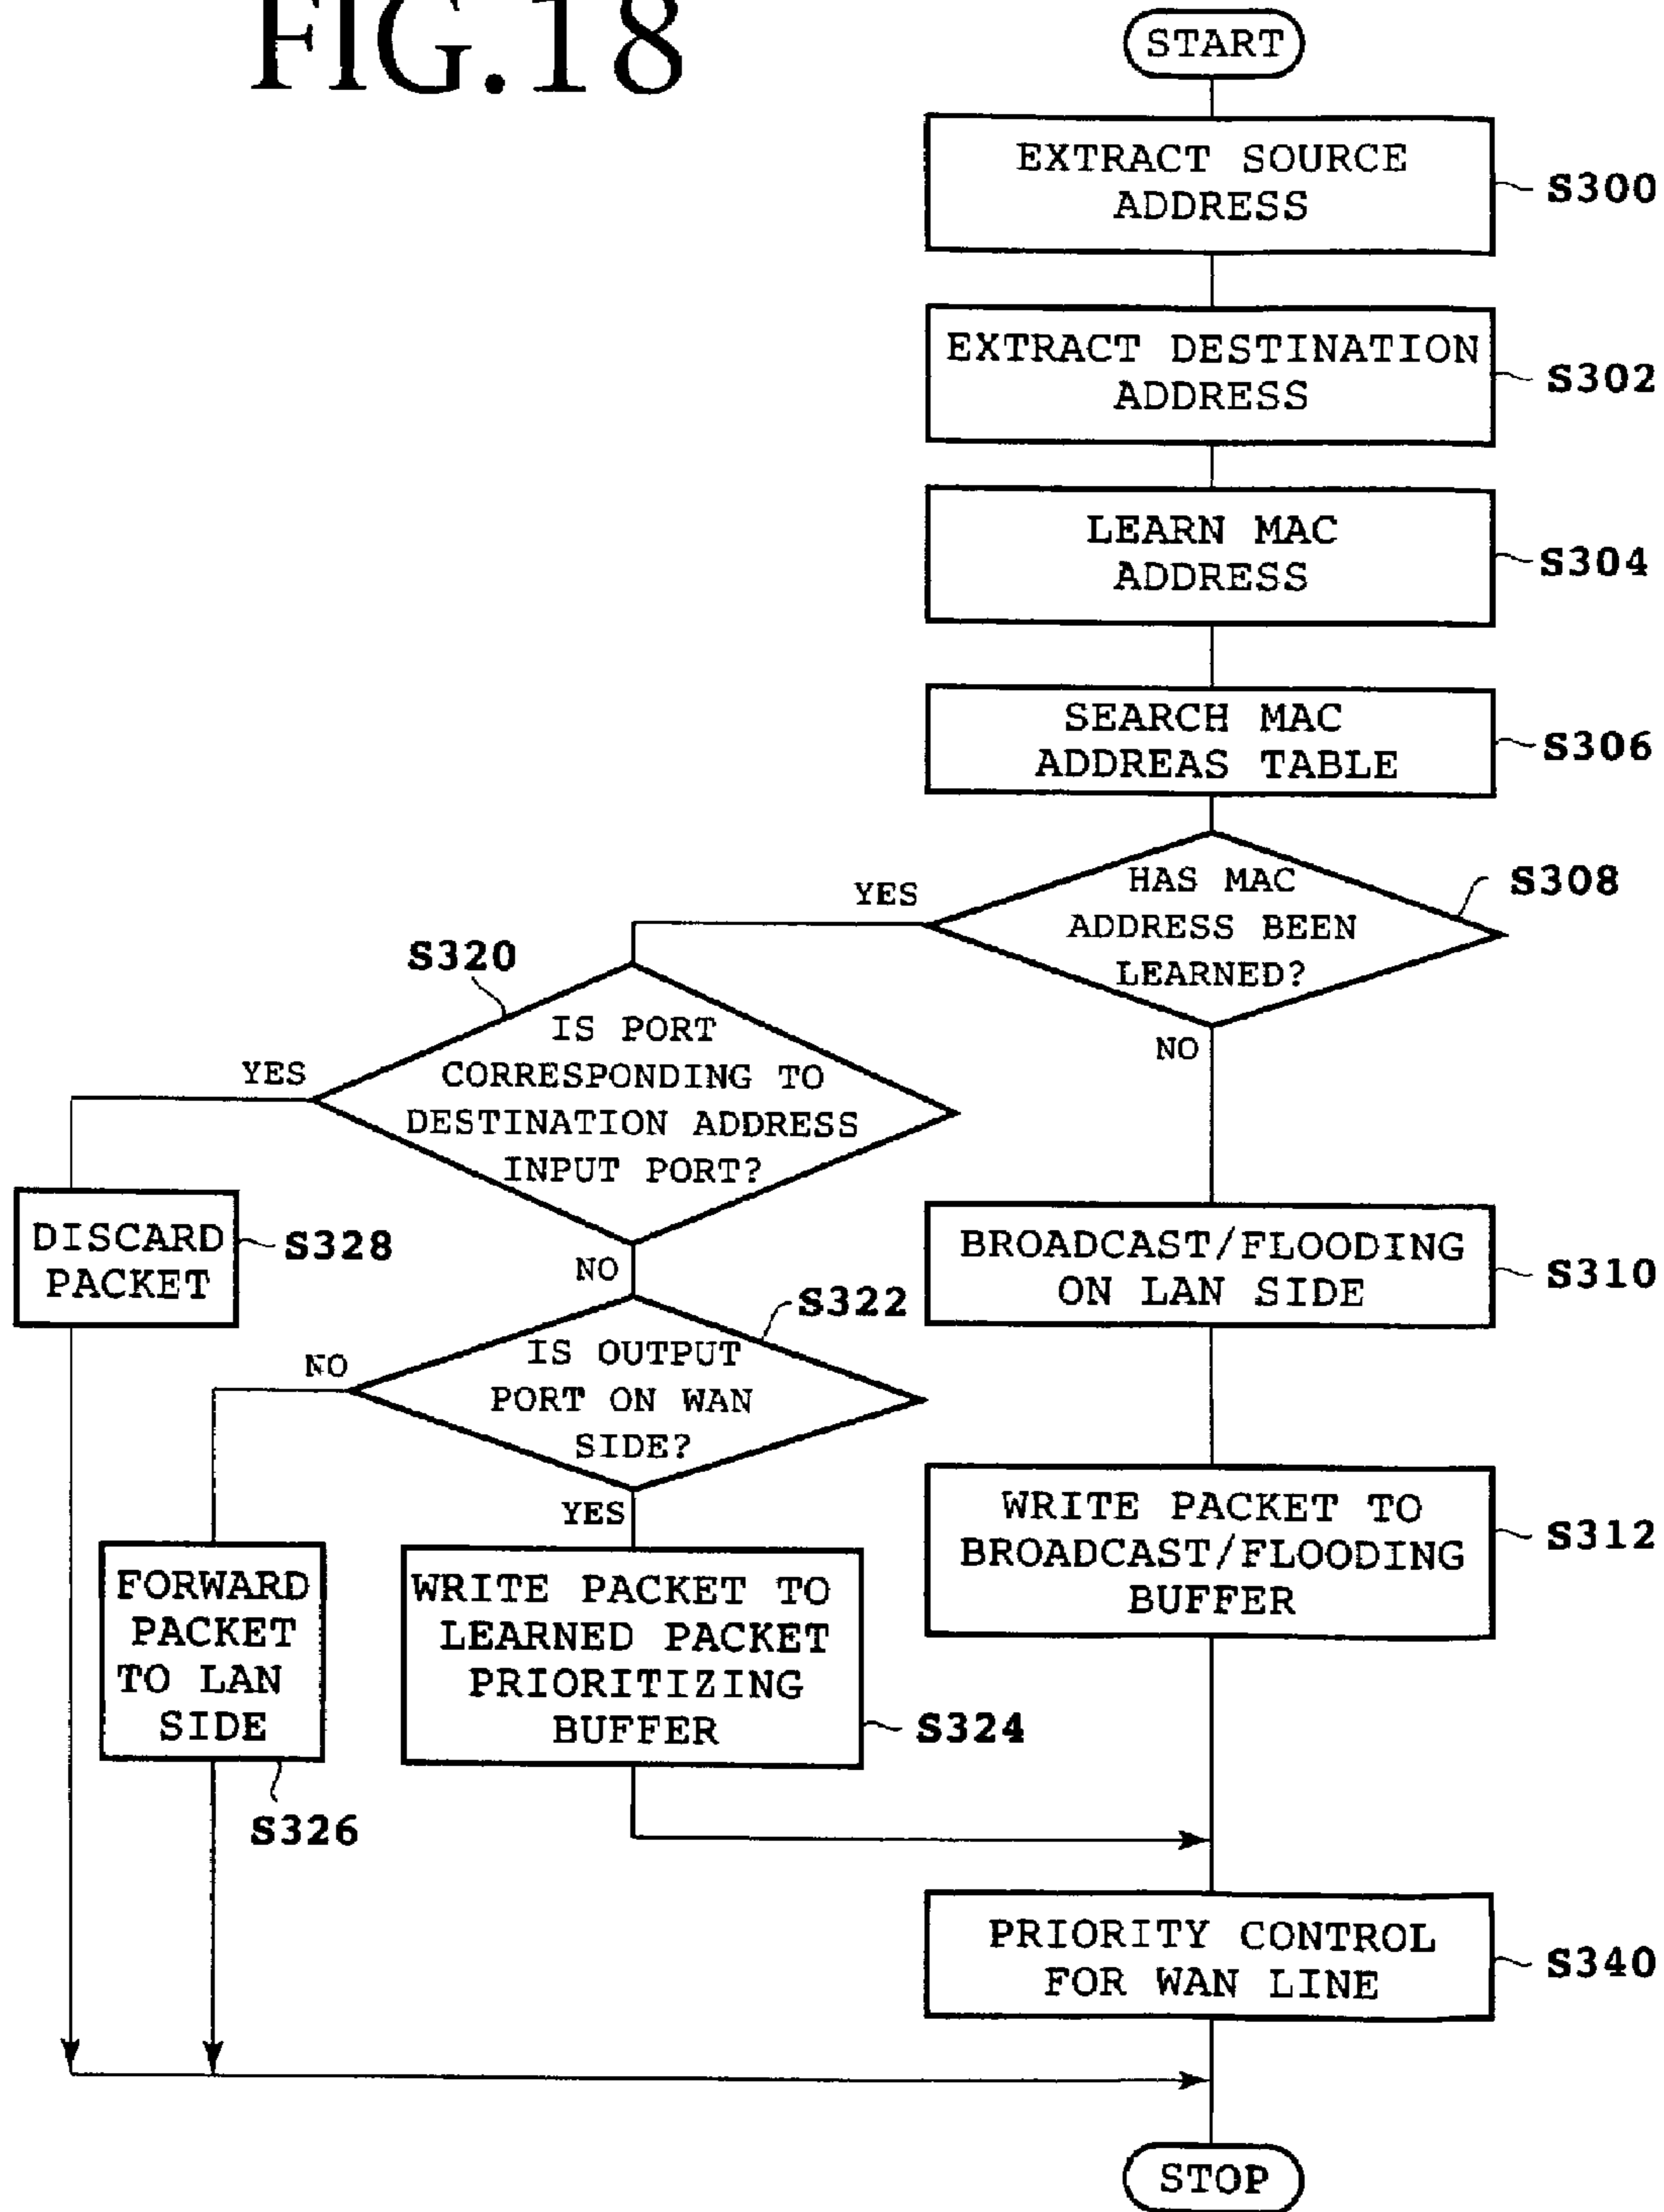 FIG.18
START
EXTRACT SOURCE
ADDRESS
S300
EXTRACT DESTINATION
ADDRESS
S302
LEARN MAC
ADDRESS
S304
SEARCH MAC
ADDREAS TABLE
S306
HAS MAC
ADDRESS BEEN
LEARNED?
S308
YES
NO
S320
IS PORT
CORRESPONDING TO
DESTINATION ADDRESS
INPUT PORT?
YES
NO
DISCARD
PACKET
S328
BROADCAST/FLOODING
ON LAN SIDE
S310
S322
IS OUTPUT
PORT ON WAN
SIDE?
NO
YES
WRITE PACKET TO
BROADCAST/FLOODING
BUFFER
S312
FORWARD
PACKET
TO LAN
SIDE
S326
WRITE PACKET TO
LEARNED PACKET
PRIORITIZING
BUFFER
S324
PRIORITY CONTROL
FOR WAN LINE
S340
STOP